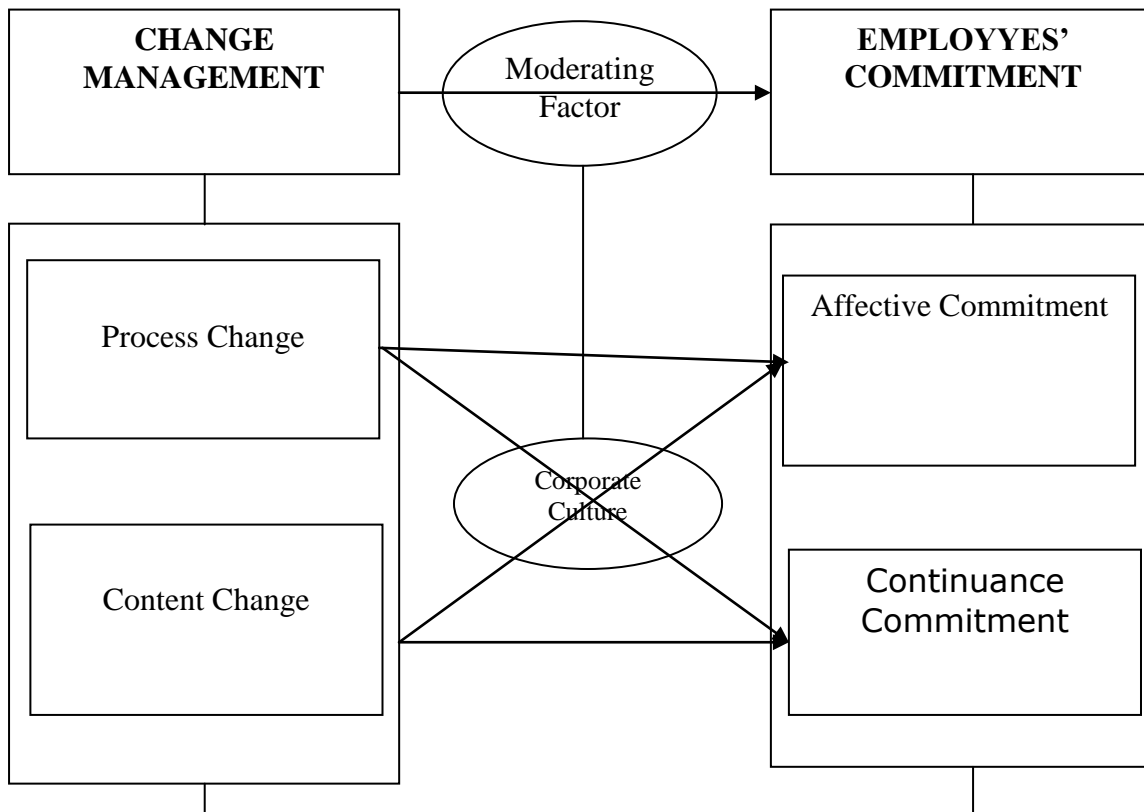 CHANGE
MANAGEMENT
Moderating
Factor
EMPLOYYES’
COMMITMENT
Process Change
Affective Commitment
Corporate
Culture
Content Change
Continuance
Commitment